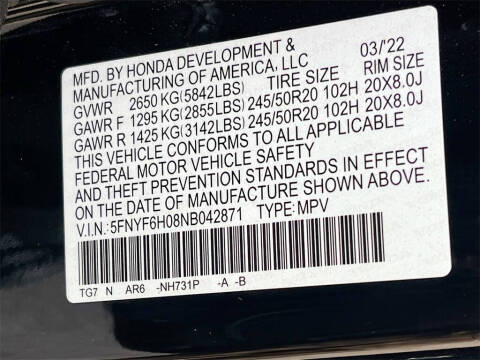 MFD. BY HONDA DEVELOPMENT & 03/'22
MANUFACTURING OF AMERICA, LLC
TIRE SIZE RIM SIZE
GVWR 2650 KG(5842LBS)
GAWR F 1295 KG(2855LBS) 245/50R20 102H 20X8.0J
GAWR R 1425 KG(3142LBS) 245/50R20 102H 20X8.0J
THIS VEHICLE CONFORMS TO ALL APPLICABLE
FEDERAL MOTOR VEHICLE SAFETY
AND THEFT PREVENTION STANDARDS IN EFFECT
ON THE DATE OF MANUFACTURE SHOWN ABOVE.
V.I.N.:5FNYF6H08NB042871 TYPE:MPV
TG7 N AR6 -NH731P -A -B